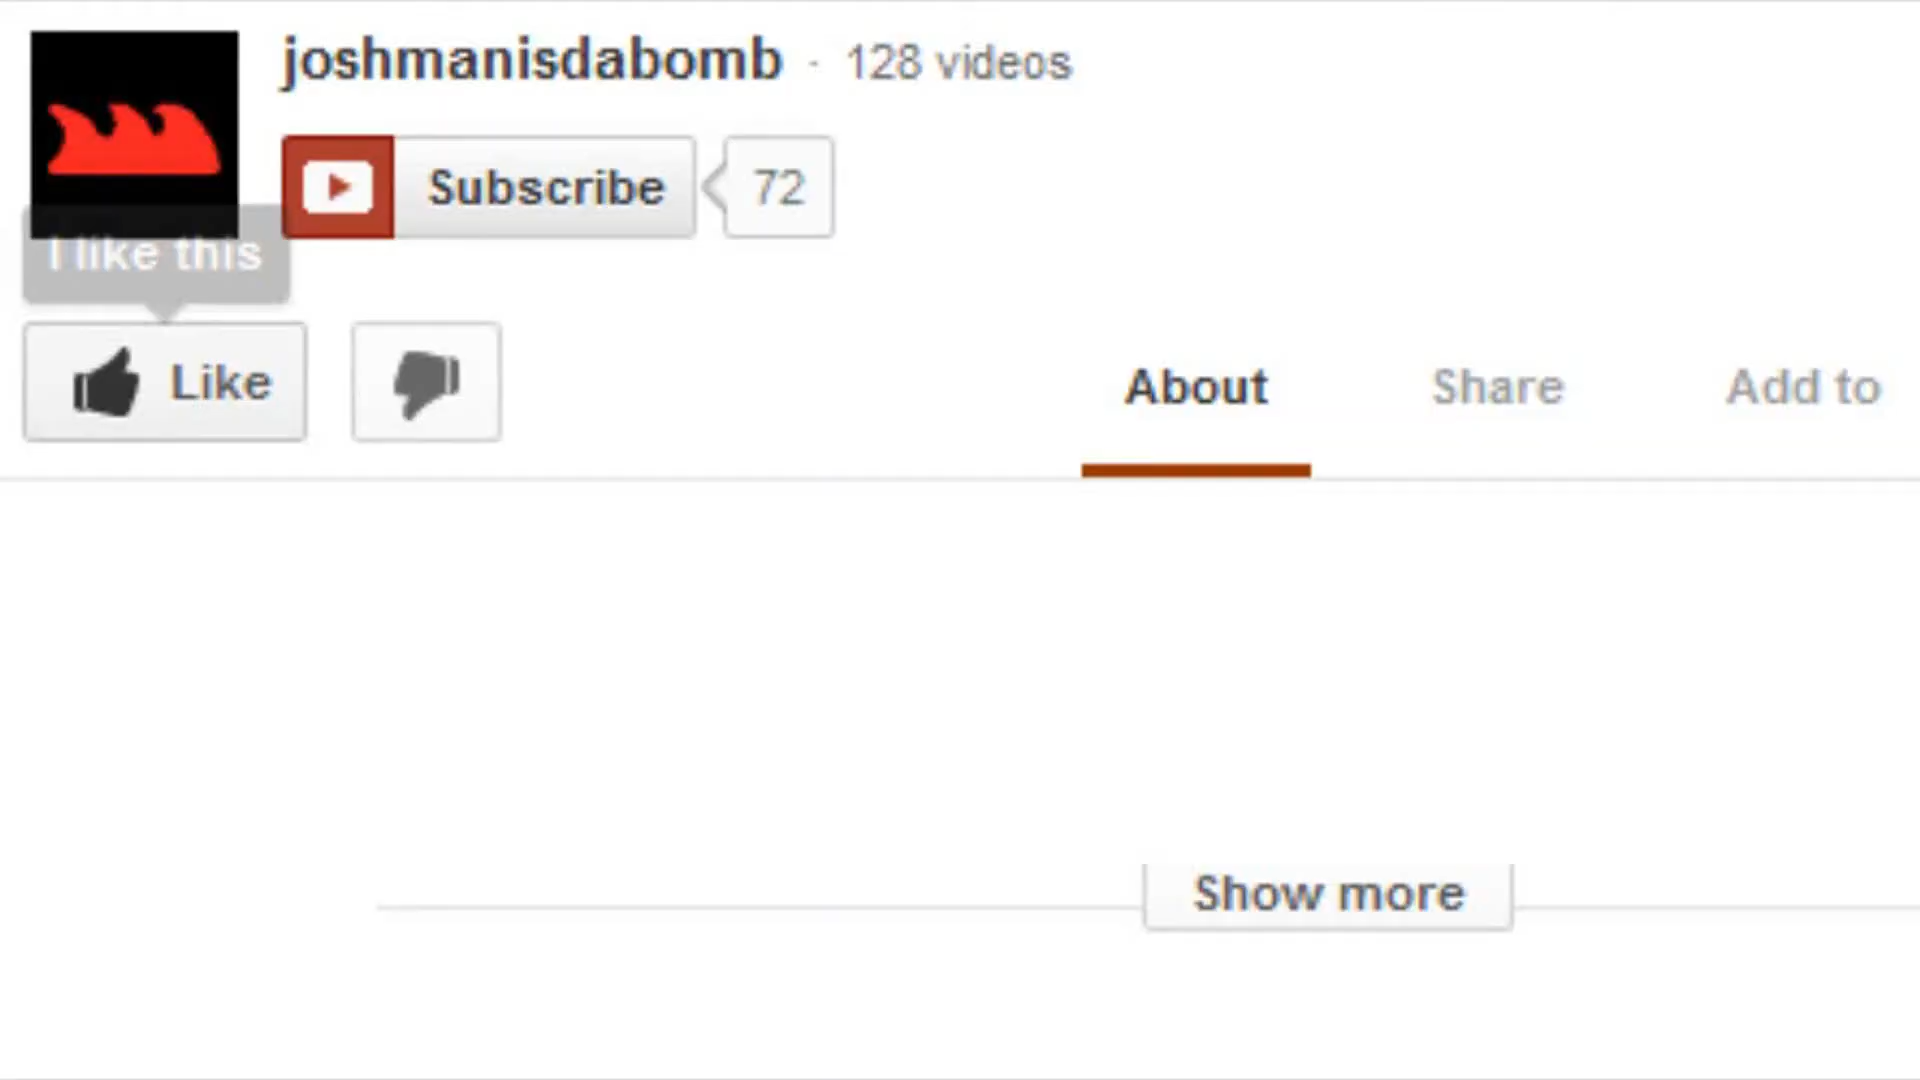 joshmanisdabomb · 128 videos
Subscribe 72
I like this
Like
About Share Add to
Show more